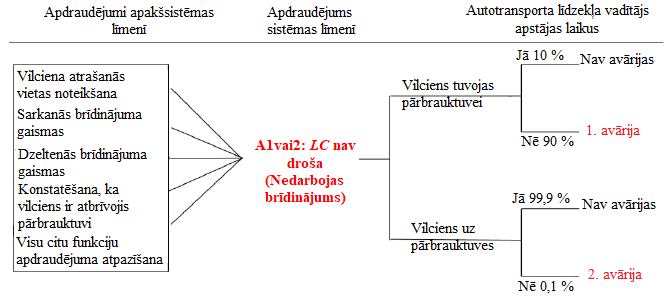 Apdraudējumi apakšsistēmas
līmenī
Apdraudējums
sistēmas līmenī
Autotransporta līdzekļa vadītājs
apstājas laikus
Vilciena atrašanās
vietas noteikšana
Sarkanās brīdinājuma
gaismas
Dzeltenās brīdinājuma
gaismas
Konstatēšana, ka
vilciens ir atbrīvojis
pārbrauktuvi
Visu citu funkciju
apdraudējuma atpazīšana
A1vai2: LC nav
droša
(Nedarbojas
brīdinājums)
Vilciens tuvojas
pārbrauktuvei
Jā 10 %
Nav avārijas
Nē 90 %
1. avārija
Vilciens uz
pārbrauktuves
Jā 99,9 %
Nav avārijas
Nē 0,1 %
2. avārija